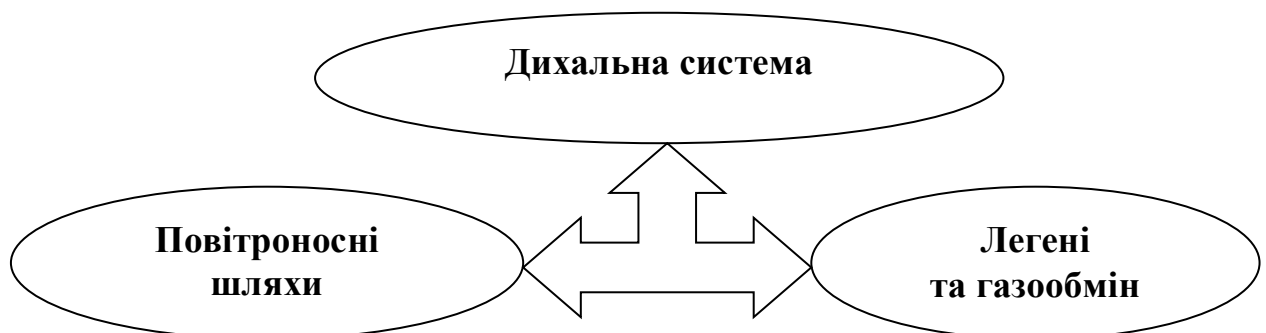 Дихальна система
Повітроносні
шляхи
Легені
та газообмін